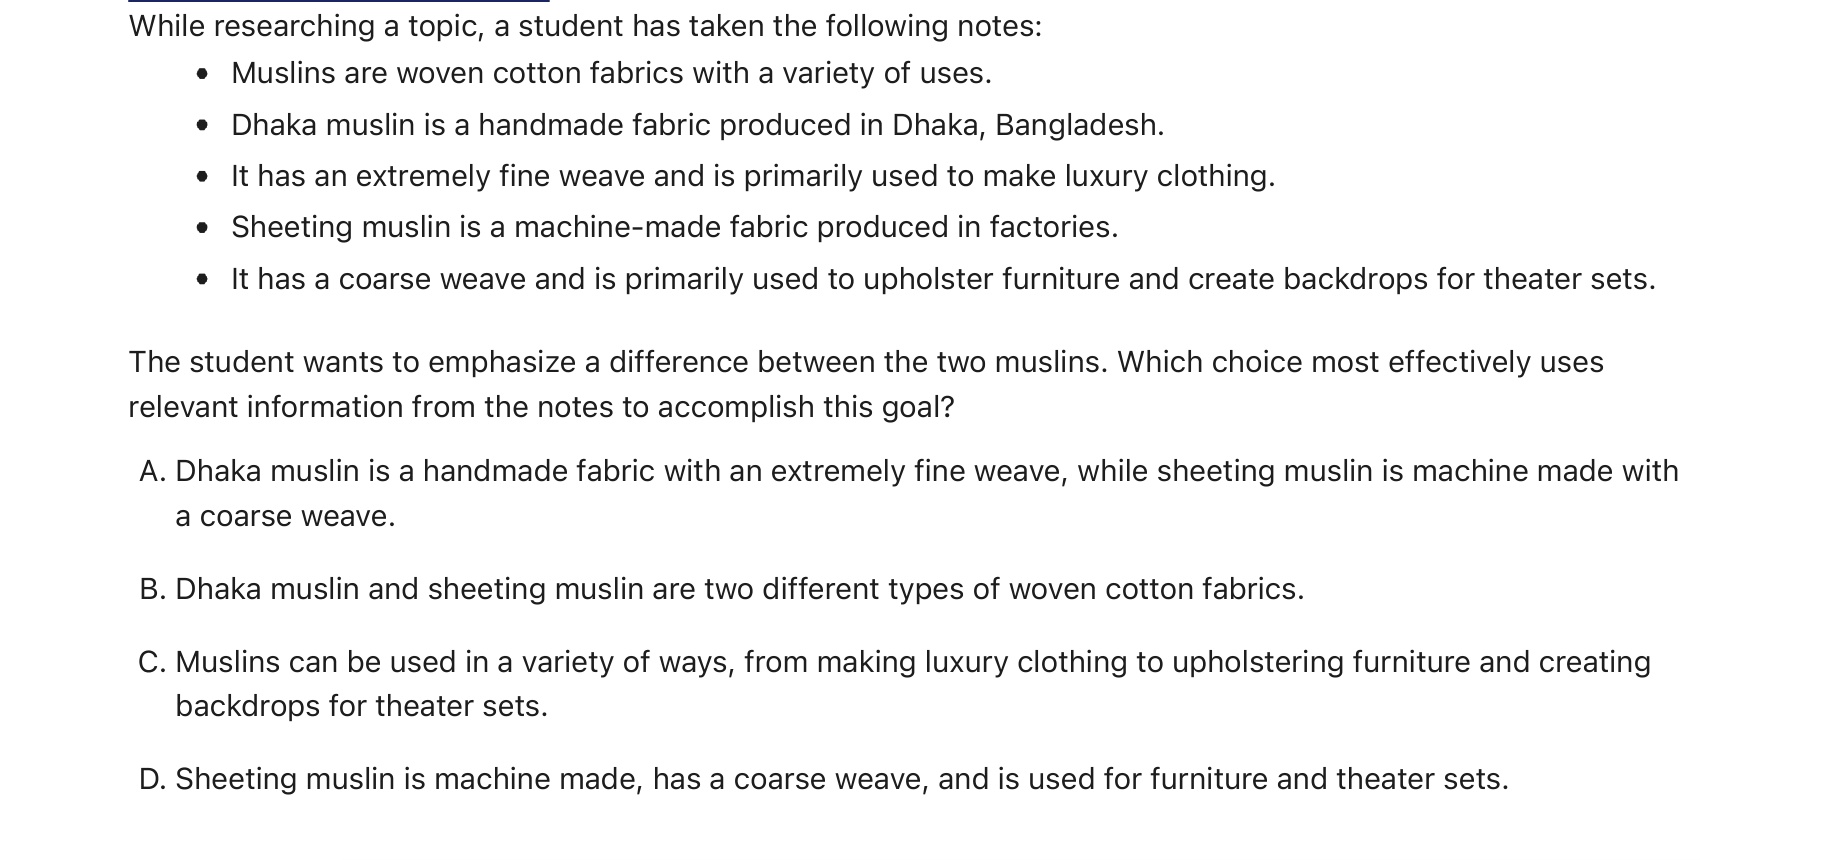 While researching a topic, a student has taken the following notes:
• Muslins are woven cotton fabrics with a variety of uses.
• Dhaka muslin is a handmade fabric produced in Dhaka, Bangladesh.
• It has an extremely fine weave and is primarily used to make luxury clothing.
• Sheeting muslin is a machine-made fabric produced in factories.
• It has a coarse weave and is primarily used to upholster furniture and create backdrops for theater sets.
The student wants to emphasize a difference between the two muslins. Which choice most effectively uses
relevant information from the notes to accomplish this goal?
A. Dhaka muslin is a handmade fabric with an extremely fine weave, while sheeting muslin is machine made with
a coarse weave.
B. Dhaka muslin and sheeting muslin are two different types of woven cotton fabrics.
C. Muslins can be used in a variety of ways, from making luxury clothing to upholstering furniture and creating
backdrops for theater sets.
D. Sheeting muslin is machine made, has a coarse weave, and is used for furniture and theater sets.